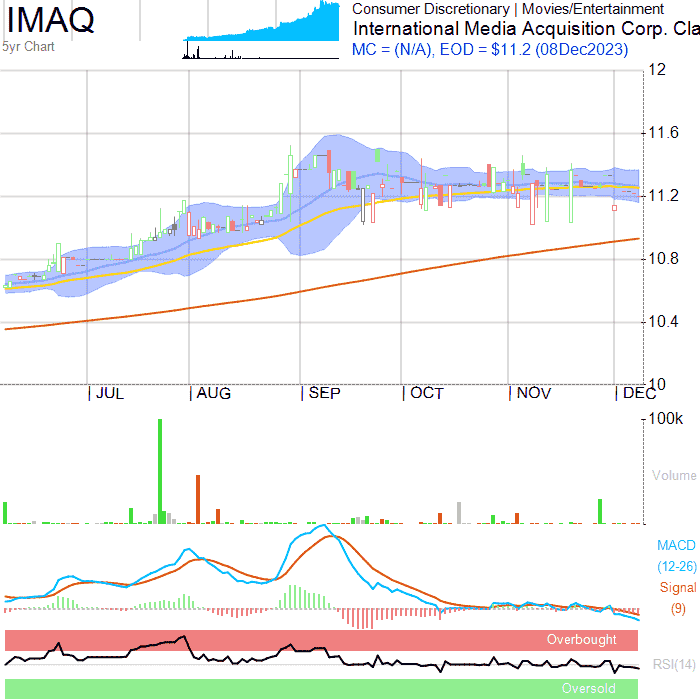 IMAQ
5yr Chart
Consumer Discretionary | Movies/Entertainment
International Media Acquisition Corp. Cla
MC = (N/A), EOD = $11.2 (08Dec2023)
12
11.6
11.2
10.8
10.4
10
JUL AUG SEP OCT NOV DEC
100k
Volume
MACD
(12-26)
Signal
(9)
Overbought
RSI(14)
Oversold